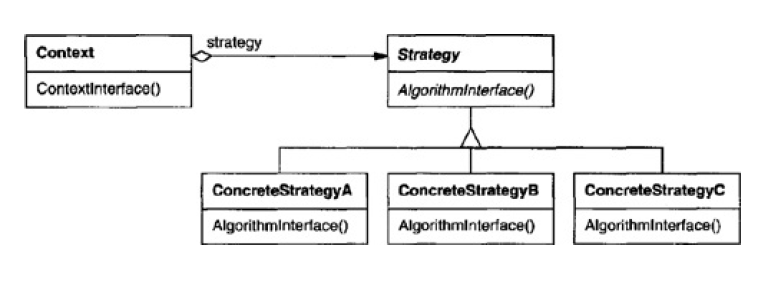 strategy
Context
Strategy
ContextInterface()
AlgorithmInterface()
ConcreteStrategyA
ConcreteStrategyB
ConcreteStrategyC
AlgorithmInterface()
AlgorithmInterface()
AlgorithmInterface()